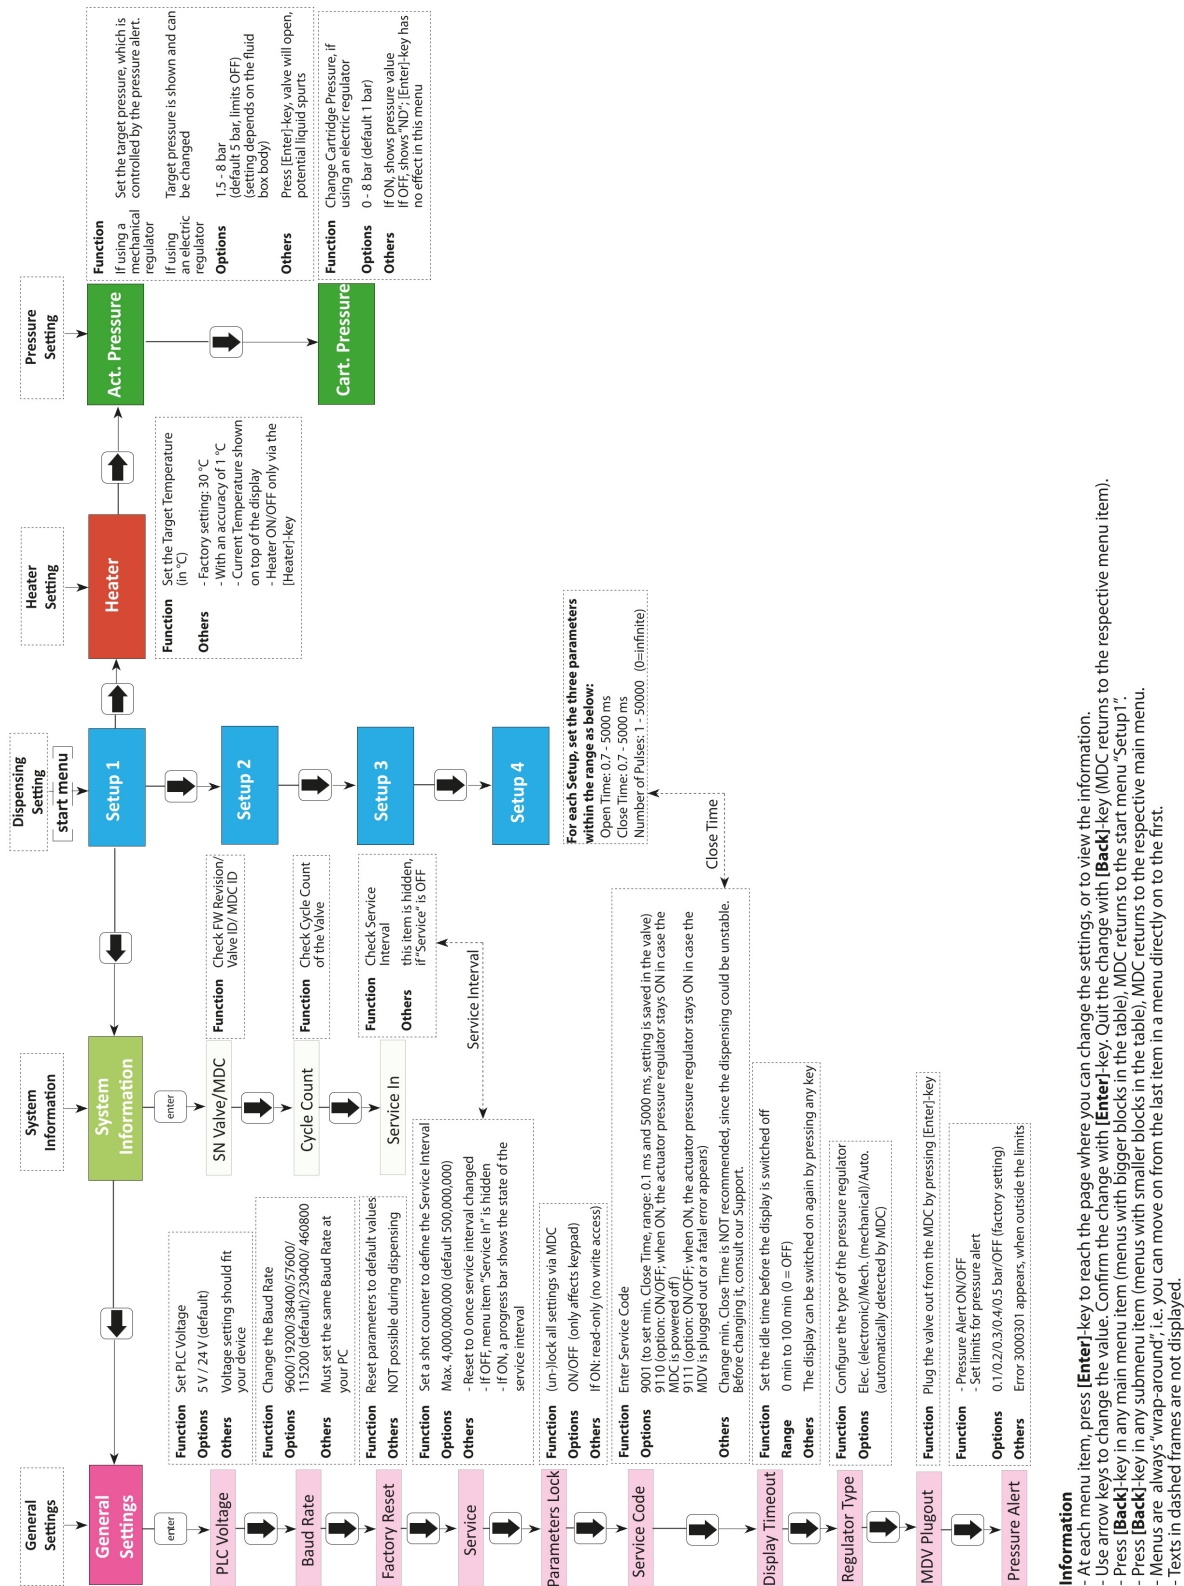 General
Settings
General
Settings
enter
PLC Voltage
Function Set PLC Voltage
Options 5 V / 24 V (default)
Others Voltage setting should fit
your device
Baud Rate
Function Change the Baud Rate
Options 9600/19200/38400/57600/
115200 (default)/230400/ 460800
Others Must set the same Baud Rate at
your PC
Factory Reset
Function Reset parameters to default values
Others NOT possible during dispensing
Service
Function Set a shot counter to define the Service Interval
Options Max. 4,000,000,000 (default 500,000,000)
Others - Reset to 0 once service interval changed
- If OFF, menu item "Service In" is hidden
- If ON, a progress bar shows the state of the
service interval
Parameters Lock
Function (un-)lock all settings via MDC
Options ON/OFF (only affects keypad)
Others If ON: read-only (no write access)
Service Code
Function Enter Service Code
Options 9001 (to set min. Close Time, range: 0.1 ms and 5000 ms, setting is saved in the valve)
9110 (option: ON/OFF; when ON, the actuator pressure regulator stays ON in case the
MDC is powered off)
9111 (option: ON/OFF; when ON, the actuator pressure regulator stays ON in case the
MDV is plugged out or a fatal error appears)
Others Change min. Close Time is NOT recommended, since the dispensing could be unstable.
Before changing it, consult our Support.
Display Timeout
Function Set the idle time before the display is switched off
Range 0 min to 100 min (0 = OFF)
Others The display can be switched on again by pressing any key
Regulator Type
Function Configure the type of the pressure regulator
Options Elec. (electronic)/Mech. (mechanical)/Auto.
(automatically detected by MDC)
MDV Plugout
Function Plug the valve out from the MDC by pressing [Enter]-key
Pressure Alert
Function - Pressure Alert ON/OFF
- Set limits for pressure alert
Options 0.1/0.2/0.3/0.4/0.5 bar/OFF (factory setting)
Others Error 3000301 appears, when outside the limits
System
Information
System
Information
enter
SN Valve/MDC
Function Check FW Revision/
Valve ID/ MDC ID
Cycle Count
Function Check Cycle Count
of the Valve
Service In
Function Check Service
Interval
Others this item is hidden,
if "Service" is OFF
Service Interval
Dispensing
Setting
start menu
Setup 1
Setup 2
Setup 3
Setup 4
For each Setup, set the three parameters
within the range as below:
Open Time: 0.7 - 5000 ms
Close Time: 0.7 - 5000 ms
Number of Pulses: 1 - 50000 (0=infinite)
Close Time
Heater
Setting
Heater
Function Set the Target Temperature
(in °C)
Others - Factory setting: 30 °C
- With an accuracy of 1 °C
- Current Temperature shown
on top of the display
- Heater ON/OFF only via the
[Heater]-key
Pressure
Setting
Act. Pressure
Function
If using a
mechanical
regulator
Set the target pressure, which is
controlled by the pressure alert.
If using
an electric
regulator
Target pressure is shown and can
be changed
Options 1.5 - 8 bar
(default 5 bar, limits OFF)
(setting depends on the fluid
box body)
Others Press [Enter]-key, valve will open,
potential liquid spurts
Cart. Pressure
Function Change Cartridge Pressure, if
using an electric regulator
Options 0 - 8 bar (default 1 bar)
Others If ON, shows pressure value
If OFF, shows "ND"; [Enter]-key has
no effect in this menu
Information
- At each menu item, press [Enter]-key to reach the page where you can change the settings, or to view the information.
- Use arrow keys to change the value. Confirm the change with [Enter]-key. Quit the change with [Back]-key (MDC returns to the respective menu item).
- Press [Back]-key in any main menu item (menus with bigger blocks in the table), MDC returns to the start menu "Setup1".
- Press [Back]-key in any submenu item (menus with smaller blocks in the table), MDC returns to the respective main menu.
- Menus are always "wrap-around", i.e. you can move on from the last item in a menu directly on to the first.
- Texts in dashed frames are not displayed.